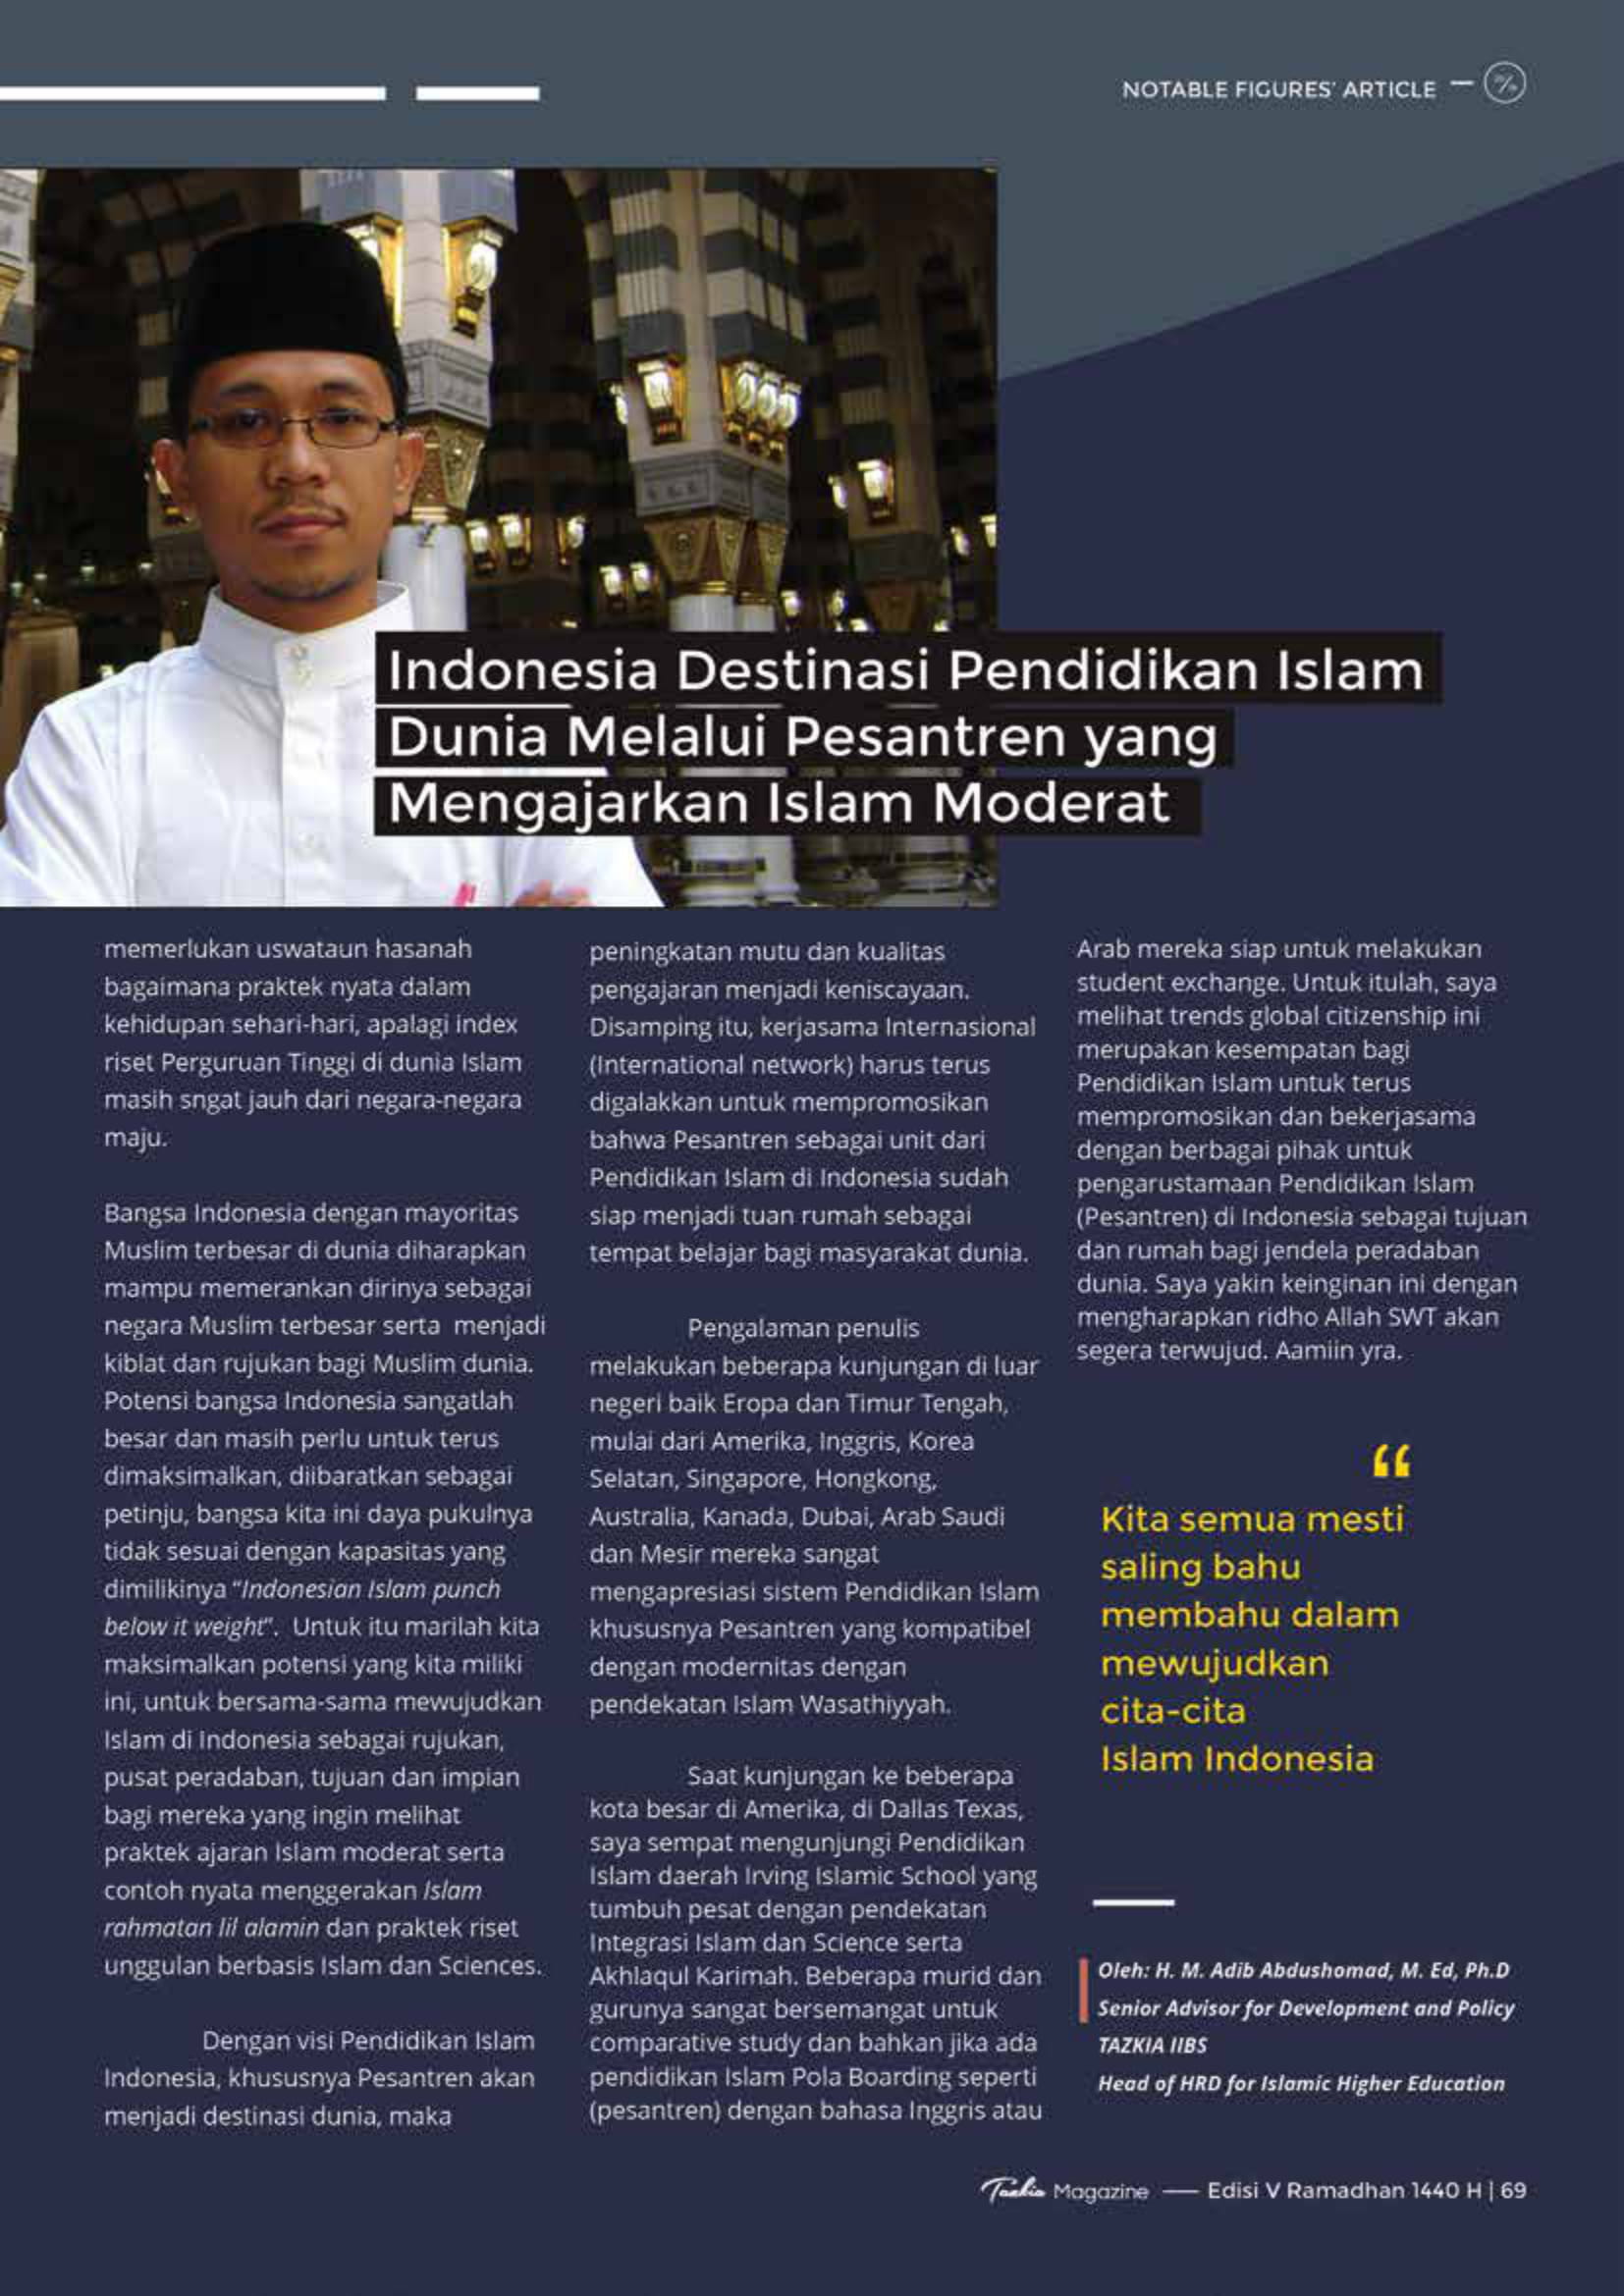 NOTABLE FIGURES' ARTICLE
Indonesia Destinasi Pendidikan Islam
Dunia Melalui Pesantren yang
Mengajarkan Islam Moderat
memerlukan uswataun hasanah
bagaimana praktek nyata dalam
kehidupan sehari-hari, apalagi index
riset Perguruan Tinggi di dunia Islam
masih sngat jauh dari negara-negara
maju.
Bangsa Indonesia dengan mayoritas
Muslim terbesar di dunia diharapkan
mampu memerankan dirinya sebagai
negara Muslim terbesar serta menjadi
kiblat dan rujukan bagi Muslim dunia.
Potensi bangsa Indonesia sangatlah
besar dan masih perlu untuk terus
dimaksimalkan, diibaratkan sebagai
petinju, bangsa kita ini daya pukulnya
tidak sesuai dengan kapasitas yang
dimilikinya "Indonesian Islam punch
below it weight". Untuk itu marilah kita
maksimalkan potensi yang kita miliki
ini, untuk bersama-sama mewujudkan
Islam di Indonesia sebagai rujukan,
pusat peradaban, tujuan dan impian
bagi mereka yang ingin melihat
praktek ajaran Islam moderat serta
contoh nyata menggerakan Islam
rahmatan lil alamin dan praktek riset
unggulan berbasis Islam dan Sciences.
Dengan visi Pendidikan Islam
Indonesia, khususnya Pesantren akan
menjadi destinasi dunia, maka
peningkatan mutu dan kualitas
pengajaran menjadi keniscayaan.
Disamping itu, kerjasama Internasional
(International network) harus terus
digalakkan untuk mempromosikan
bahwa Pesantren sebagai unit dari
Pendidikan Islam di Indonesia sudah
siap menjadi tuan rumah sebagai
tempat belajar bagi masyarakat dunia.
Pengalaman penulis
melakukan beberapa kunjungan di luar
negeri baik Eropa dan Timur Tengah,
mulai dari Amerika, Inggris, Korea
Selatan, Singapore, Hongkong,
Australia, Kanada, Dubai, Arab Saudi
dan Mesir mereka sangat
mengapresiasi sistem Pendidikan Islam
khususnya Pesantren yang kompatibel
dengan modernitas dengan
pendekatan Islam Wasathiyyah.
Saat kunjungan ke beberapa
kota besar di Amerika, di Dallas Texas,
saya sempat mengunjungi Pendidikan
Islam daerah Irving Islamic School yang
tumbuh pesat dengan pendekatan
Integrasi Islam dan Science serta
Akhlaqul Karimah. Beberapa murid dan
gurunya sangat bersemangat untuk
comparative study dan bahkan jika ada
pendidikan Islam Pola Boarding seperti
(pesantren) dengan bahasa Inggris atau
Arab mereka siap untuk melakukan
student exchange. Untuk itulah, saya
melihat trends global citizenship ini
merupakan kesempatan bagi
Pendidikan Islam untuk terus
mempromosikan dan bekerjasama
dengan berbagai pihak untuk
pengarustamaan Pendidikan Islam
(Pesantren) di Indonesia sebagai tujuan
dan rumah bagi jendela peradaban
dunia. Saya yakin keinginan ini dengan
mengharapkan ridho Allah SWT akan
segera terwujud. Aamiin yra.
“
Kita semua mesti
saling bahu
membahu dalam
mewujudkan
cita-cita
Islam Indonesia
Oleh: H. M. Adib Abdushomad, M. Ed, Ph.D
Senior Advisor for Development and Policy
TAZKIA IIBS
Head of HRD for Islamic Higher Education
Tazkia Magazine — Edisi V Ramadhan 1440 H | 69